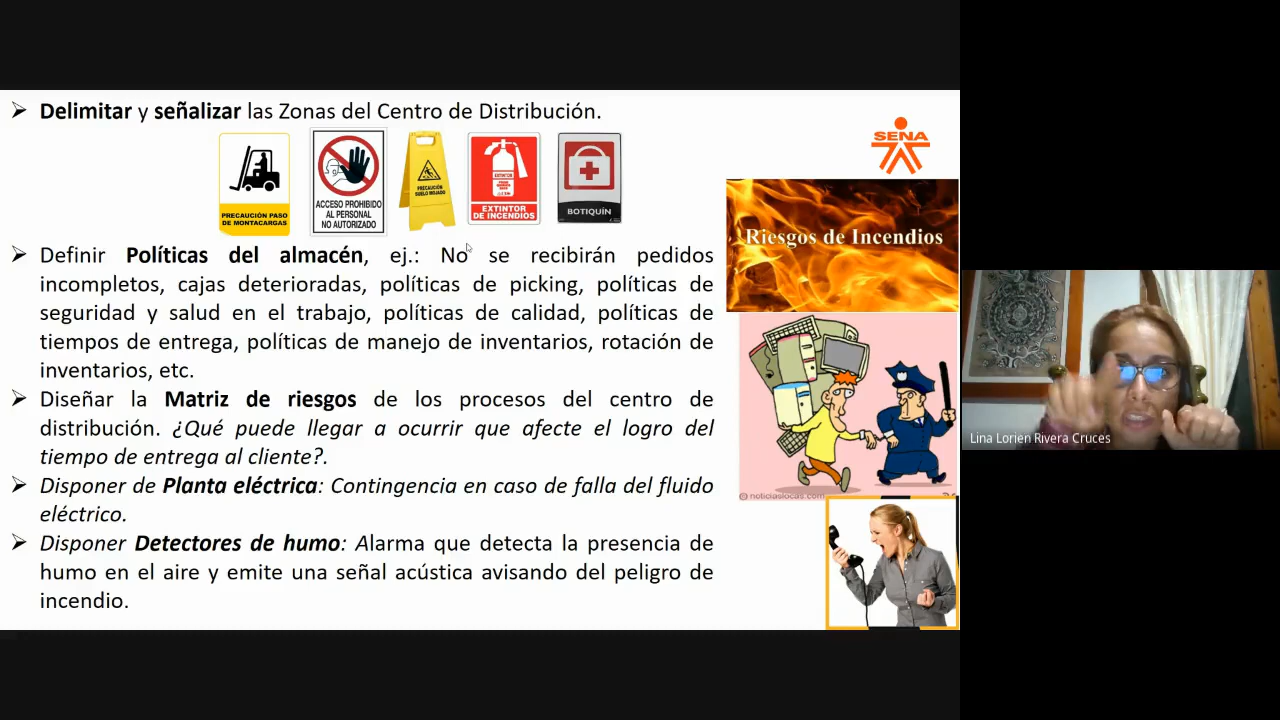 ➢ Delimitar y señalizar las Zonas del Centro de Distribución.
PRECAUCIÓN PASO
DE MONTACARGAS
ACCESO PROHIBIDO
AL PERSONAL
NO AUTORIZADO
PRECAUCIÓN
SUELO MOJADO
EXTINTOR
EXTINTOR
DE INCENDIOS
BOTIQUÍN
SENA
Riesgos de Incendios
➢ Definir Políticas del almacén, ej.: No se recibirán pedidos
incompletos, cajas deterioradas, políticas de picking, políticas de
seguridad y salud en el trabajo, políticas de calidad, políticas de
tiempos de entrega, políticas de manejo de inventarios, rotación de
inventarios, etc.
➢ Diseñar la Matriz de riesgos de los procesos del centro de
distribución. ¿Qué puede llegar a ocurrir que afecte el logro del
tiempo de entrega al cliente?.
➢ Disponer de Planta eléctrica: Contingencia en caso de falla del fluido
eléctrico.
➢ Disponer Detectores de humo: Alarma que detecta la presencia de
humo en el aire y emite una señal acústica avisando del peligro de
incendio.
© noticiaslocas.com
Lina Lorien Rivera Cruces